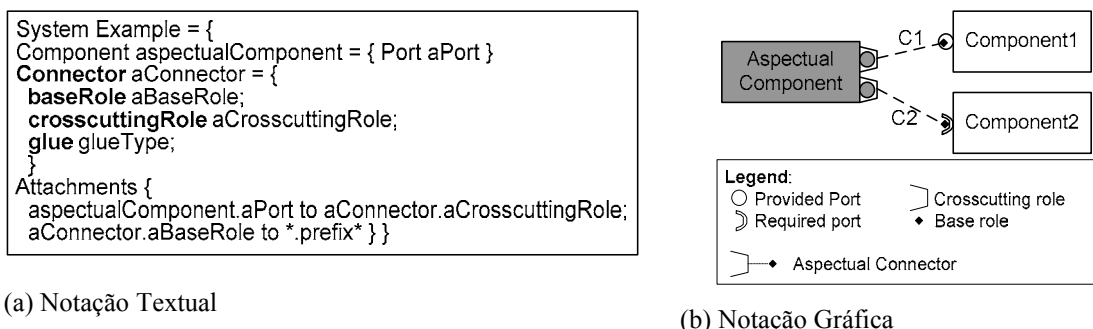 System Example = {
Component aspectualComponent = { Port aPort }
Connector aConnector = {
baseRole aBaseRole;
crosscuttingRole aCrosscuttingRole;
glue glueType;
}
Attachments {
aspectualComponent.aPort to aConnector.aCrosscuttingRole;
aConnector.aBaseRole to *.prefix* } }
(a) Notação Textual
Aspectual
Component
C1
Component1
C2
Component2
Legend:
Provided Port
Crosscutting role
Required port
Base role
Aspectual Connector
(b) Notação Gráfica